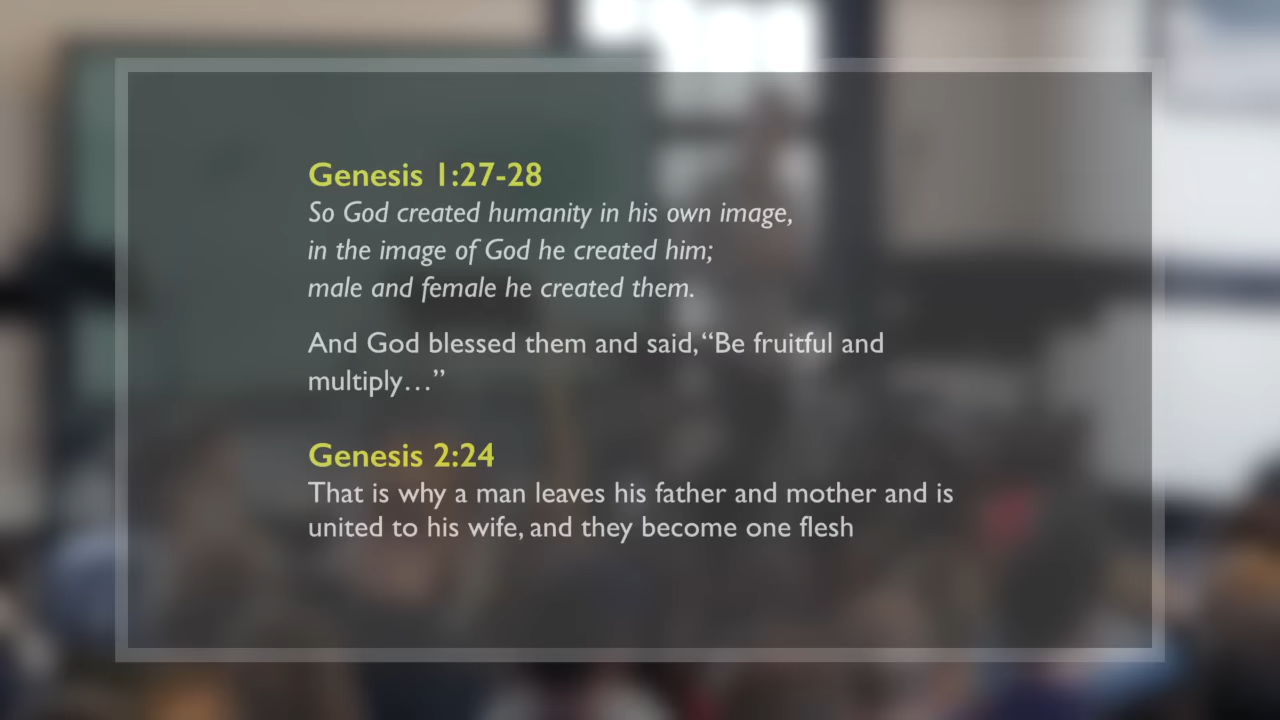 Genesis 1:27-28
So God created humanity in his own image,
in the image of God he created him;
male and female he created them.
And God blessed them and said, “Be fruitful and
multiply…”
Genesis 2:24
That is why a man leaves his father and mother and is
united to his wife, and they become one flesh